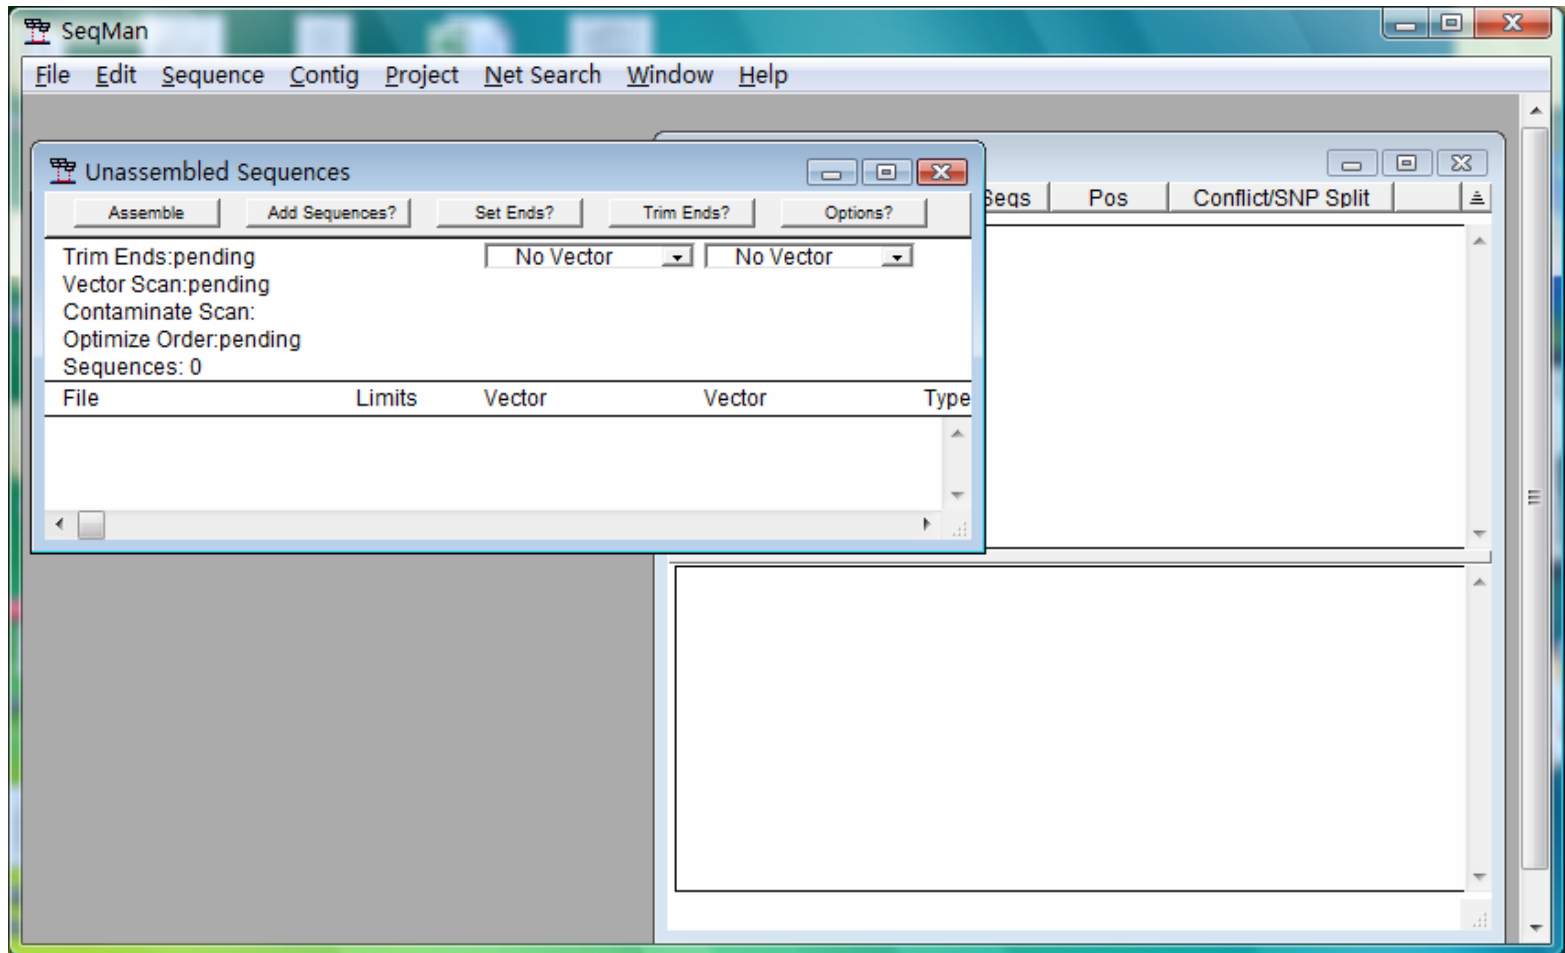 SeqMan
File Edit Sequence Contig Project Net Search Window Help
Unassembled Sequences
Seqs Pos Conflict/SNP Split
Assemble Add Sequences? Set Ends? Trim Ends? Options?
Trim Ends:pending No Vector No Vector
Vector Scan:pending
Contaminate Scan:
Optimize Order:pending
Sequences: 0
File Limits Vector Vector Type